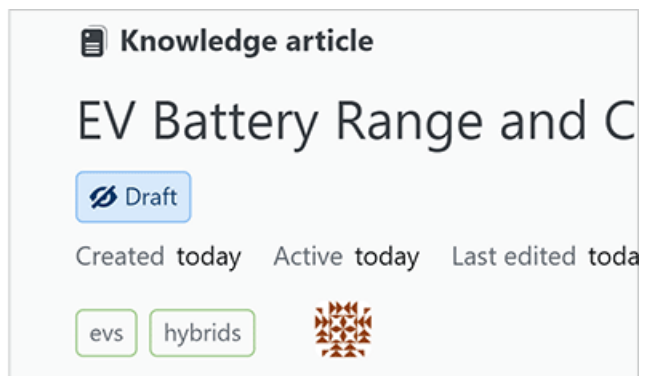 Knowledge article
EV Battery Range and C
Draft
Created today Active today Last edited toda
evs hybrids